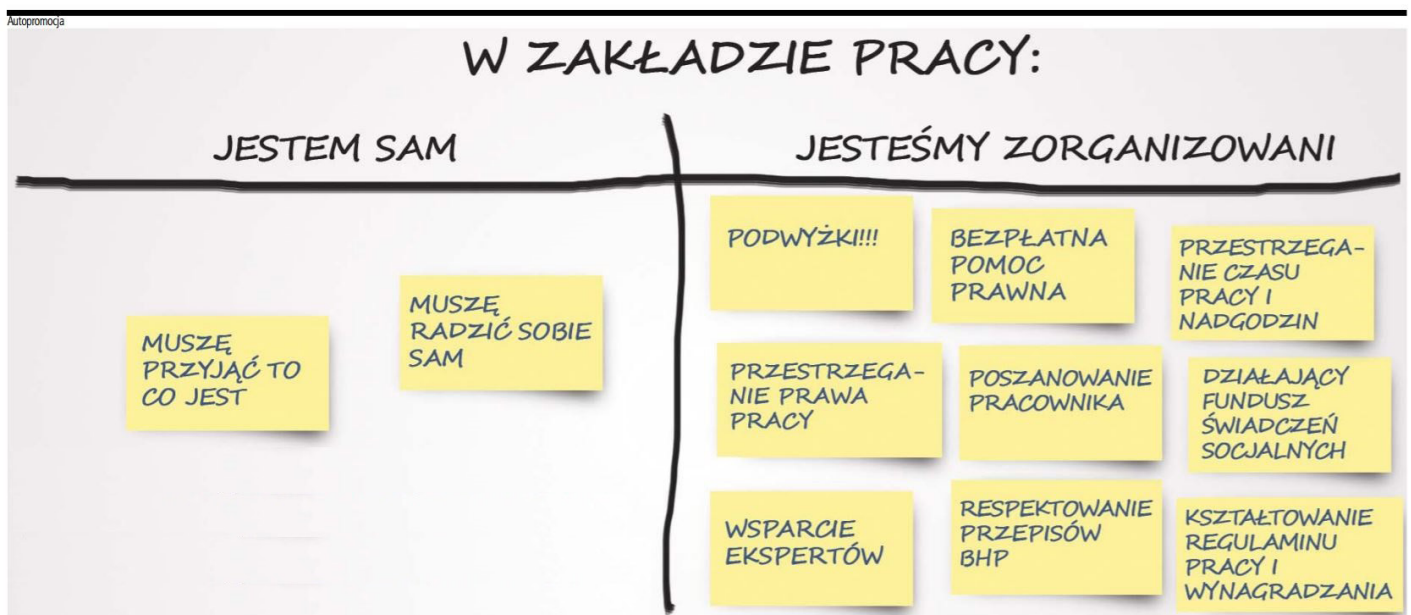 Autopromocja
W ZAKŁADZIE PRACY:
JESTEM SAM
MUSZĘ
PRZYJĄĆ TO
CO JEST
MUSZĘ
RADZIĆ SOBIE
SAM
JESTEŚMY ZORGANIZOWANI
PODWYŻKI!!!
BEZPŁATNA
POMOC
PRAWNA
PRZESTRZEGA-
NIE CZASU
PRACY I
NADGODZIN
PRZESTRZEGA-
NIE PRAWA
PRACY
POSZANOWANIE
PRACOWNIKA
DZIAŁAJĄCY
FUNDUSZ
ŚWIADCZEŃ
SOCJALNYCH
WSPARCIE
EKSPERTÓW
RESPEKTOWANIE
PRZEPISÓW
BHP
KSZTAŁTOWANIE
REGULAMINU
PRACY I
WYNAGRADZANIA